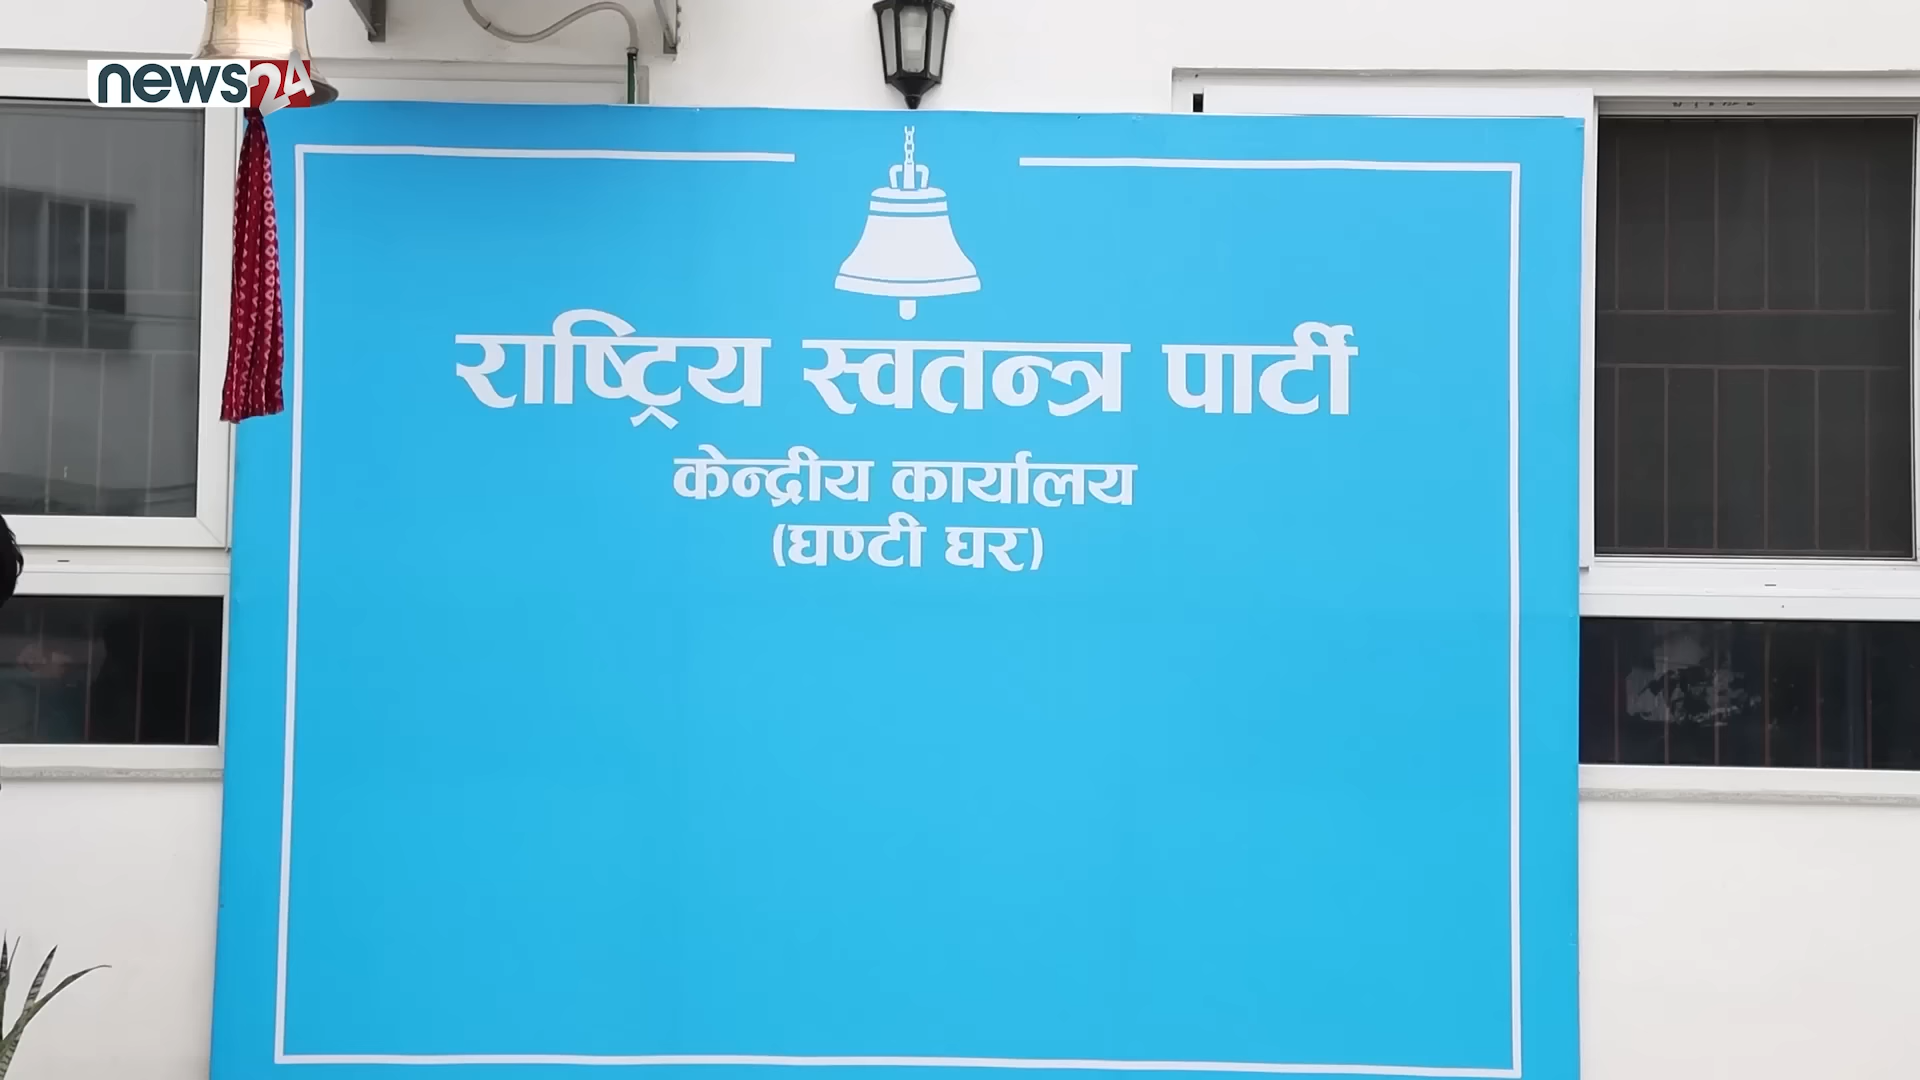 news24
राष्ट्रिय स्वतन्त्र पार्टी
केन्द्रीय कार्यालय
(घण्टी घर)